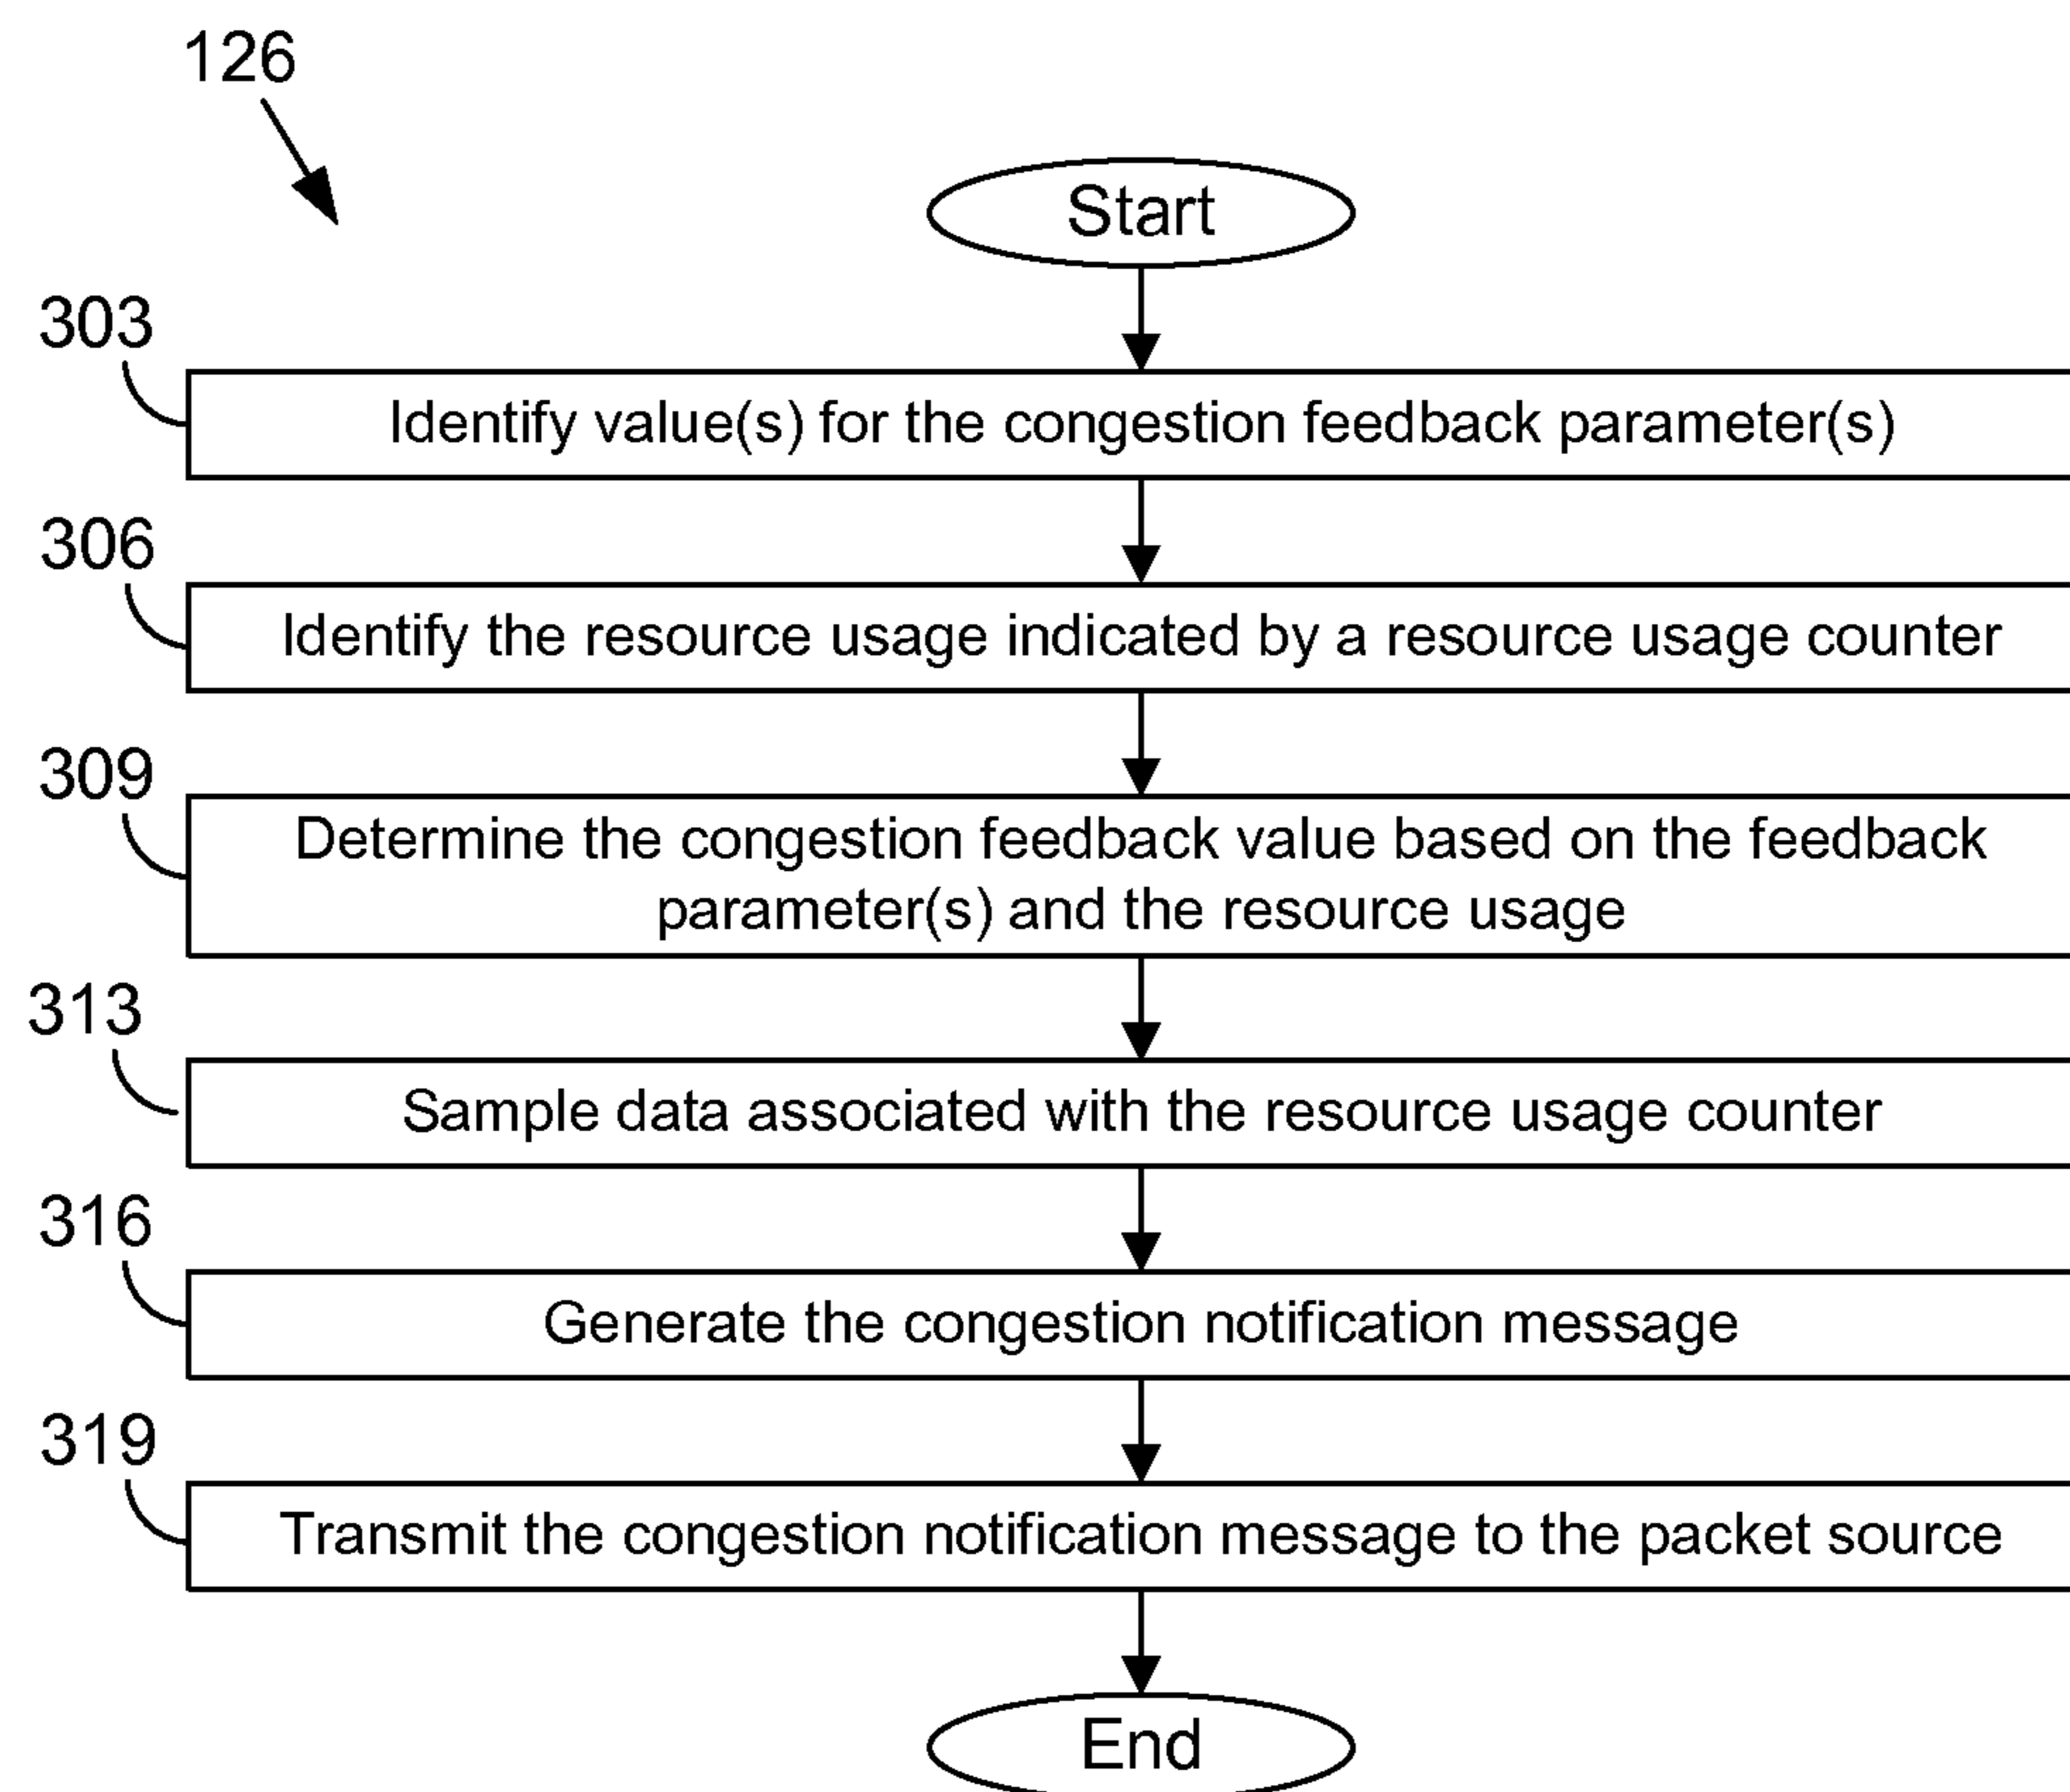 126
Start
303
Identify value(s) for the congestion feedback parameter(s)
306
Identify the resource usage indicated by a resource usage counter
309
Determine the congestion feedback value based on the feedback
parameter(s) and the resource usage
313
Sample data associated with the resource usage counter
316
Generate the congestion notification message
319
Transmit the congestion notification message to the packet source
End